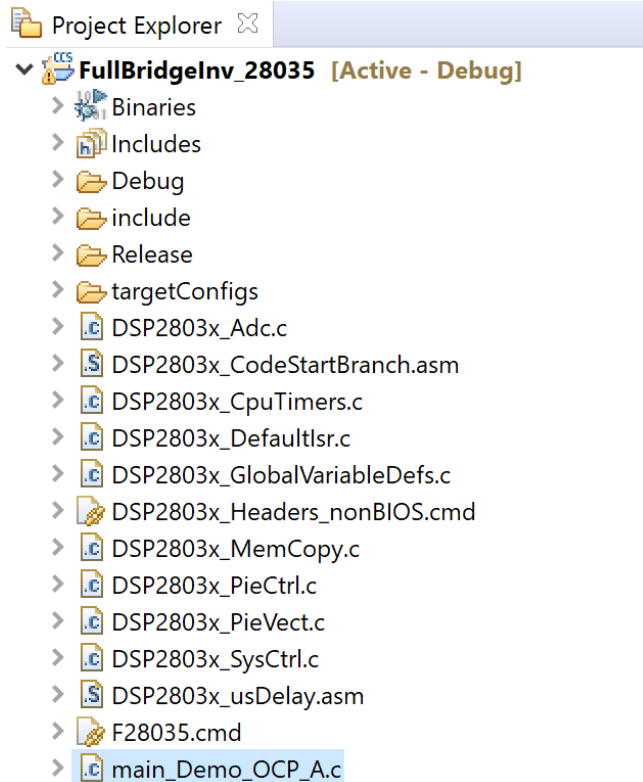 Project Explorer
FullBridgeInv_28035 [Active - Debug]
Binaries
Includes
Debug
include
Release
targetConfigs
DSP2803x_Adc.c
DSP2803x_CodeStartBranch.asm
DSP2803x_CpuTimers.c
DSP2803x_DefaultIsr.c
DSP2803x_GlobalVariableDefs.c
DSP2803x_Headers_nonBIOS.cmd
DSP2803x_MemCopy.c
DSP2803x_PieCtrl.c
DSP2803x_PieVect.c
DSP2803x_SysCtrl.c
DSP2803x_usDelay.asm
F28035.cmd
main_Demo_OCP_A.c